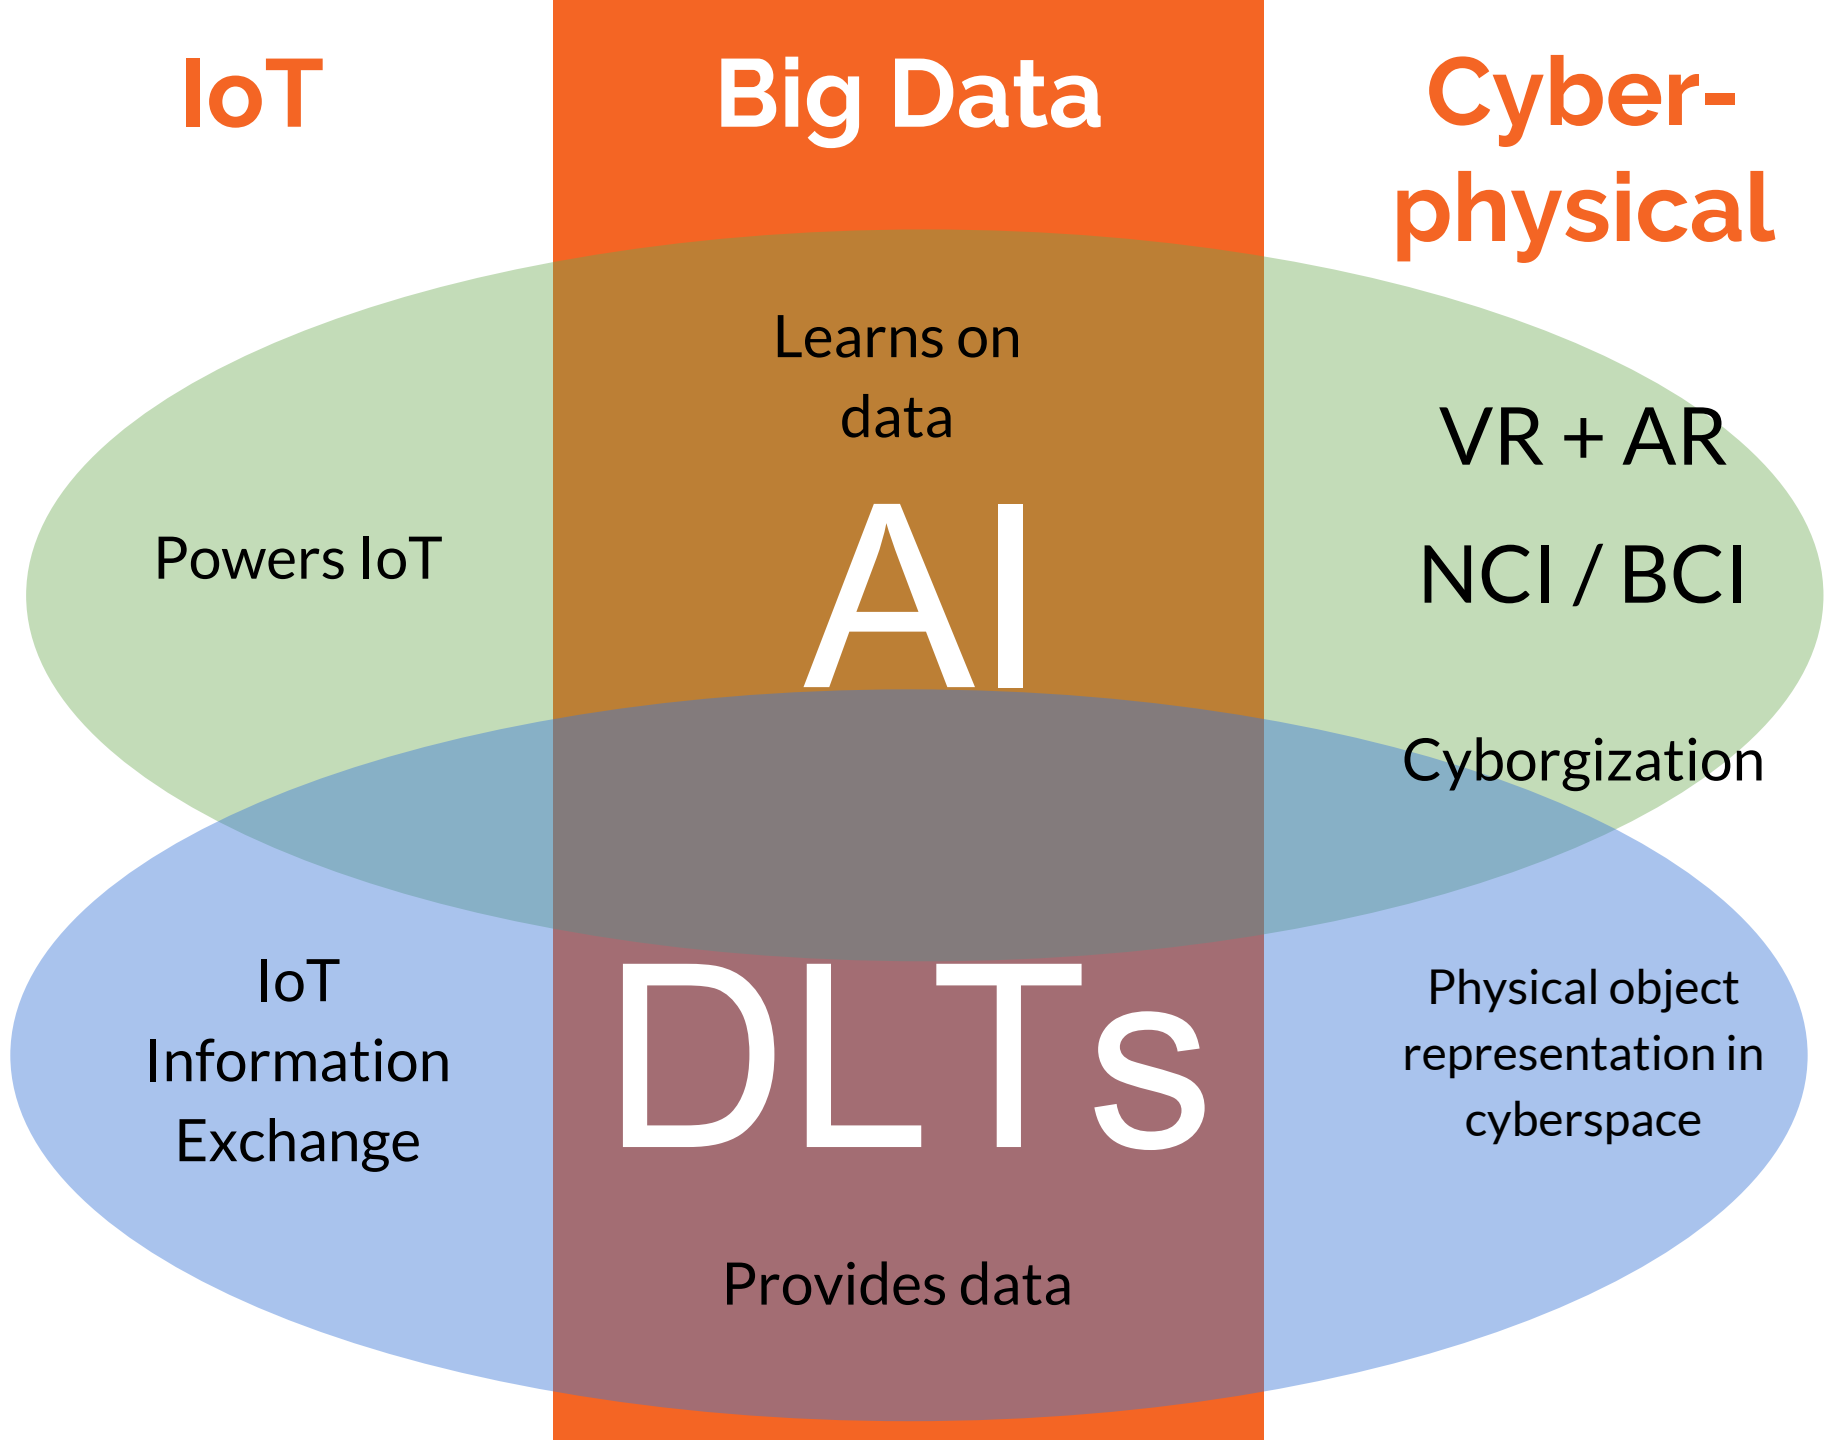 IoT
Big Data
Cyber-
physical
Learns on
data
AI
Powers IoT
VR + AR
NCI / BCI
Cyborgization
IoT
Information
Exchange
DLTs
Provides data
Physical object
representation in
cyberspace